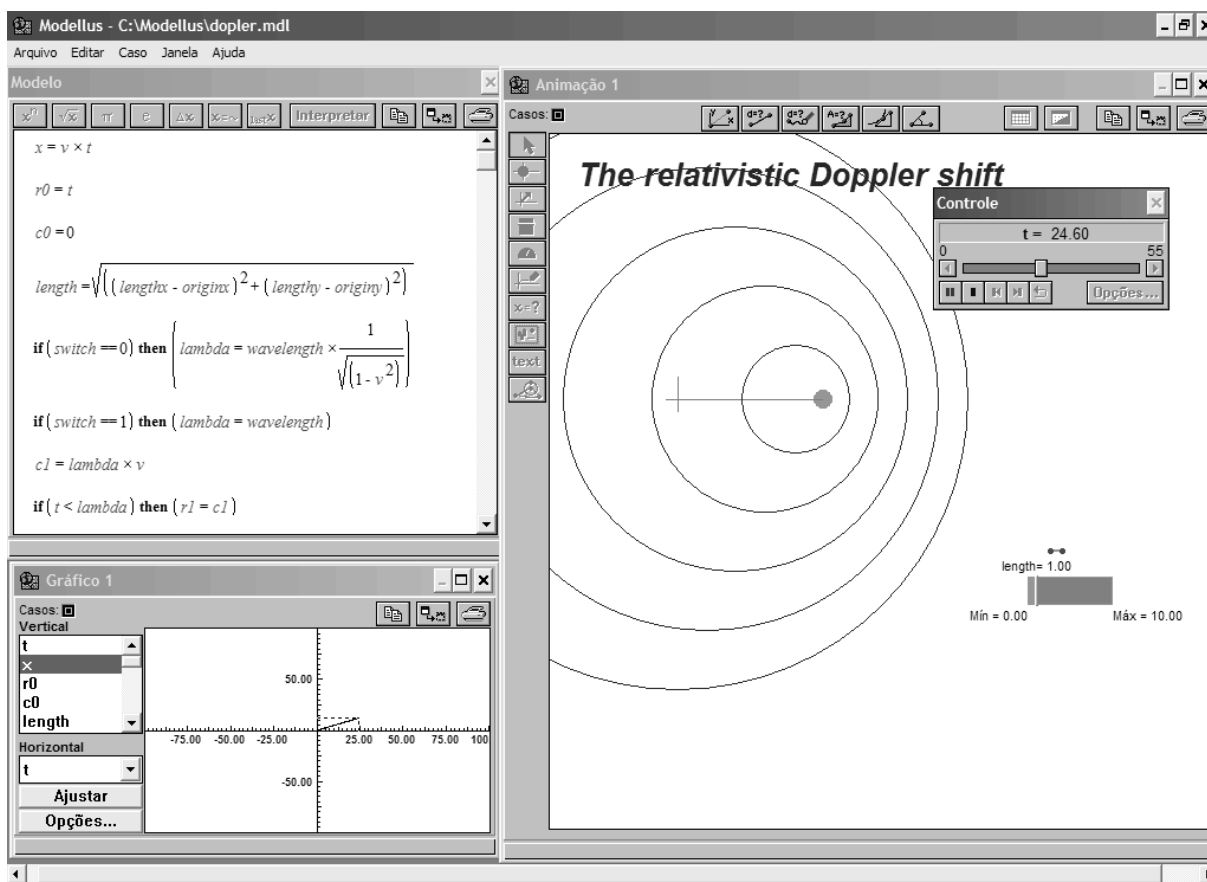 Modellus - C:\Modellus\dopler.mdl
Arquivo Editar Caso Janela Ajuda
Modelo
xⁿ √x π e Δx x=~ last x Interpretar
x = v × t
r0 = t
c0 = 0
length = √((lengthx - originx)² + (lengthy - originy)²)
if (switch == 0) then (lambda = wavelength × 1/√(1 - v²))
if (switch == 1) then (lambda = wavelength)
c1 = lambda × v
if (t < lambda) then (r1 = c1)
Gráfico 1
Casos:
Vertical
t
x
r0
c0
length
Horizontal
t
Ajustar
Opções...
50.00
-75.00 -50.00 -25.00 25.00 50.00 75.00 100.
-50.00
Animação 1
Casos:
d=? d=? A=?
x=?
text
The relativistic Doppler shift
Controle
t = 24.60
0 55
Opções...
length= 1.00
Mín = 0.00 Máx = 10.00